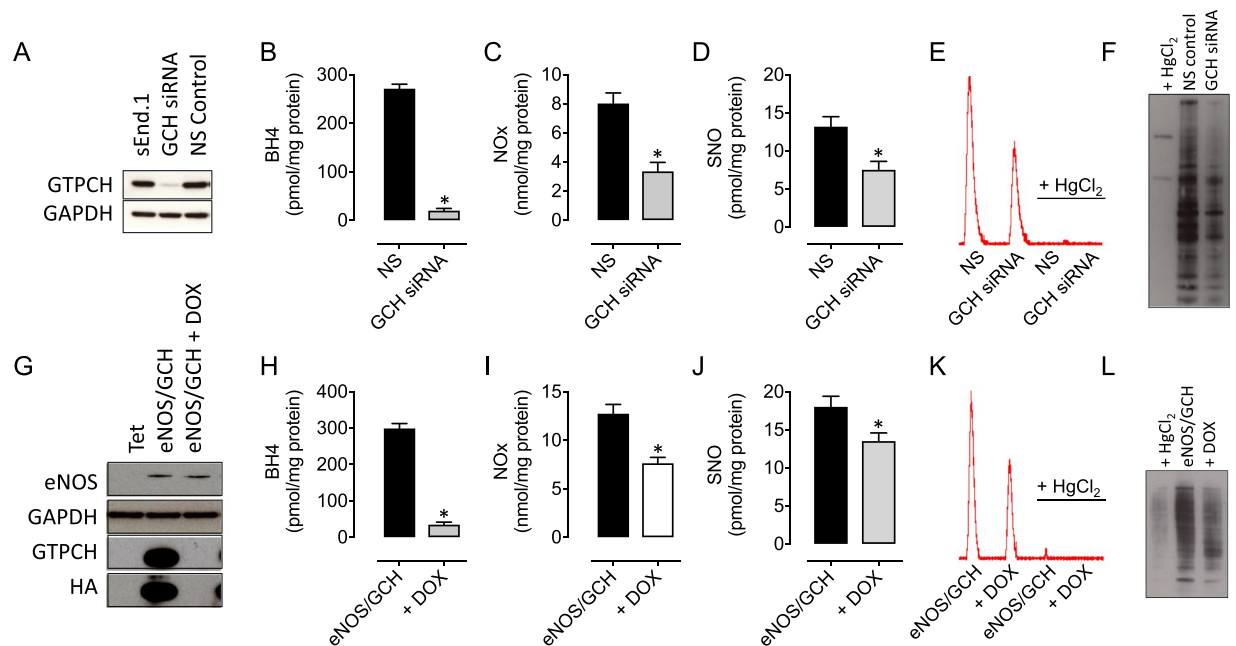 A
sEnd.1
GCH siRNA
NS Control
GTPCH
GAPDH
B
BH4
(pmol/mg protein)
300
200
100
0
*
NS
GCH siRNA
C
NOx
(nmol/mg protein)
10
8
6
4
2
0
*
NS
GCH siRNA
D
SNO
(pmol/mg protein)
20
15
10
5
0
*
NS
GCH siRNA
E
+ HgCl₂
NS
GCH siRNA
NS
GCH siRNA
F
+ HgCl₂
NS control
GCH siRNA
G
Tet
eNOS/GCH
eNOS/GCH + DOX
eNOS
GAPDH
GTPCH
HA
H
BH4
(pmol/mg protein)
400
300
200
100
0
*
eNOS/GCH
+ DOX
I
NOx
(nmol/mg protein)
15
10
5
0
*
eNOS/GCH
+ DOX
J
SNO
(pmol/mg protein)
20
15
10
5
0
*
eNOS/GCH
+ DOX
K
+ HgCl₂
eNOS/GCH
+ DOX
eNOS/GCH
+ DOX
L
+ HgCl₂
eNOS/GCH
+ DOX